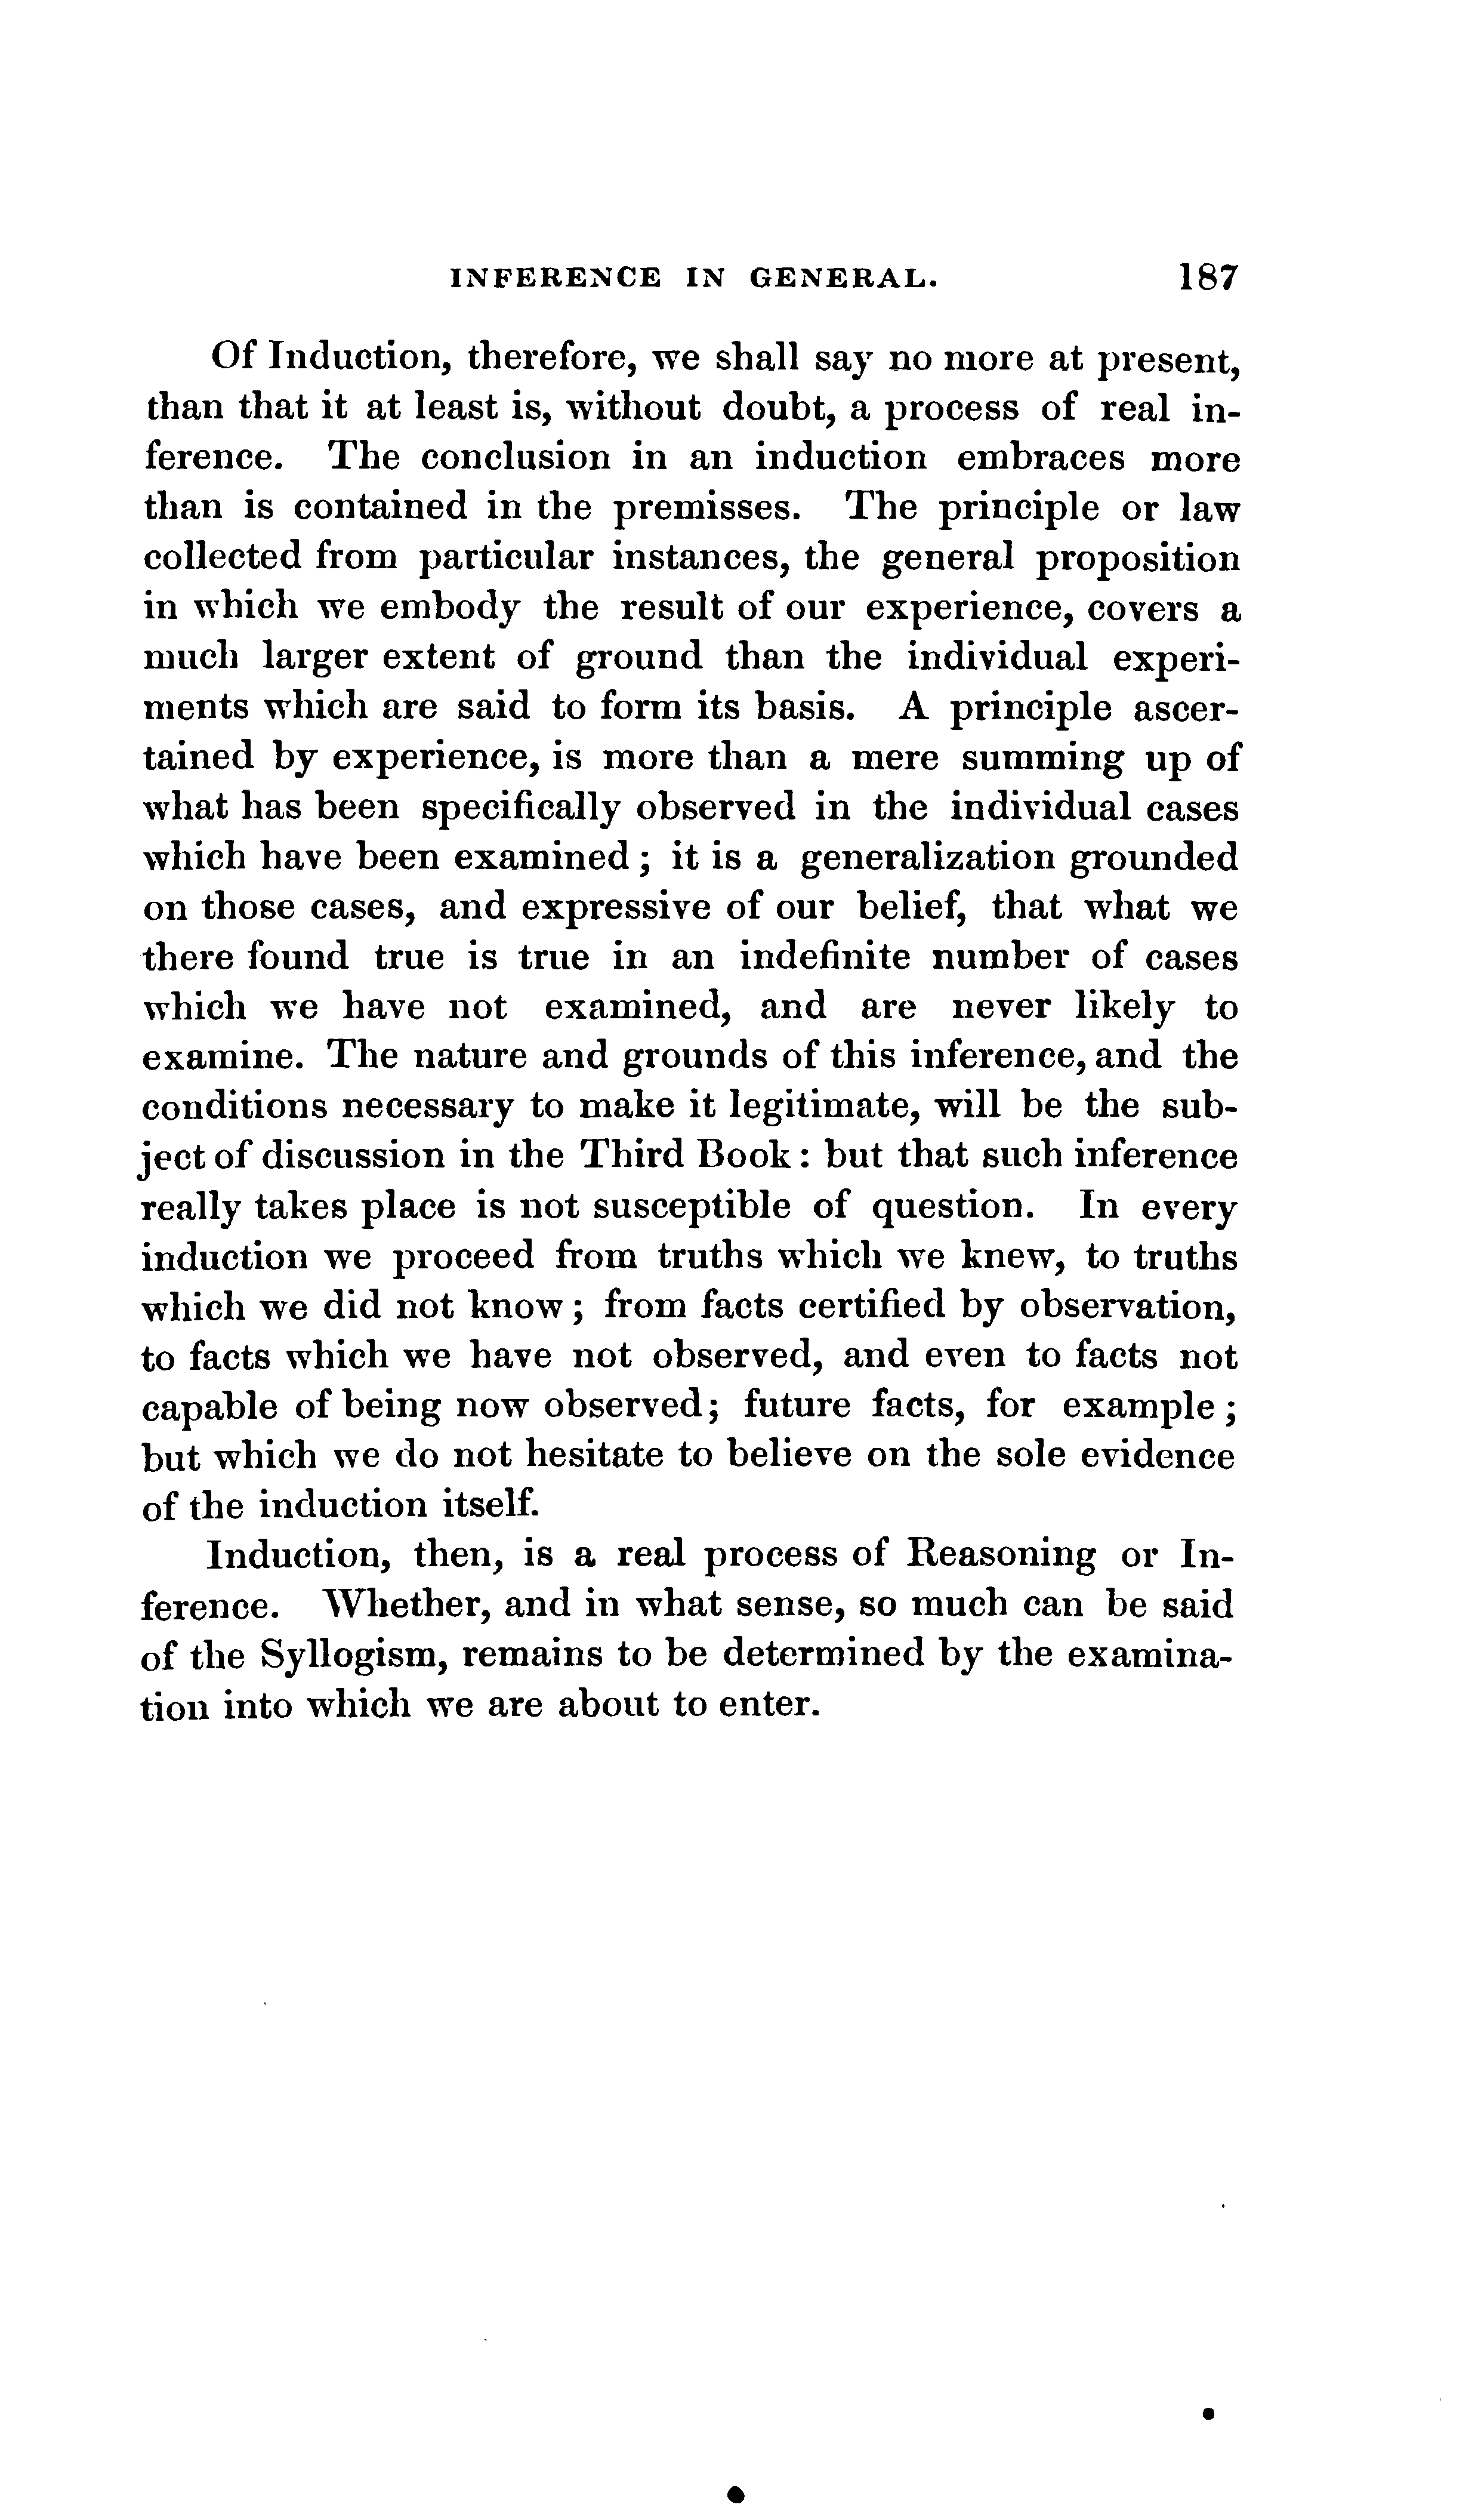 INFERENCE IN GENERAL. 187
Of Induction, therefore, we shall say no more at present,
than that it at least is, without doubt, a process of real in-
ference. The conclusion in an induction embraces more
than is contained in the premisses. The principle or law
collected from particular instances, the general proposition
in which we embody the result of our experience, covers a
much larger extent of ground than the individual experi-
ments which are said to form its basis. A principle ascer-
tained by experience, is more than a mere summing up of
what has been specifically observed in the individual cases
which have been examined; it is a generalization grounded
on those cases, and expressive of our belief, that what we
there found true is true in an indefinite number of cases
which we have not examined, and are never likely to
examine. The nature and grounds of this inference, and the
conditions necessary to make it legitimate, will be the sub-
ject of discussion in the Third Book: but that such inference
really takes place is not susceptible of question. In every
induction we proceed from truths which we knew, to truths
which we did not know; from facts certified by observation,
to facts which we have not observed, and even to facts not
capable of being now observed; future facts, for example;
but which we do not hesitate to believe on the sole evidence
of the induction itself.
Induction, then, is a real process of Reasoning or In-
ference. Whether, and in what sense, so much can be said
of the Syllogism, remains to be determined by the examina-
tion into which we are about to enter.